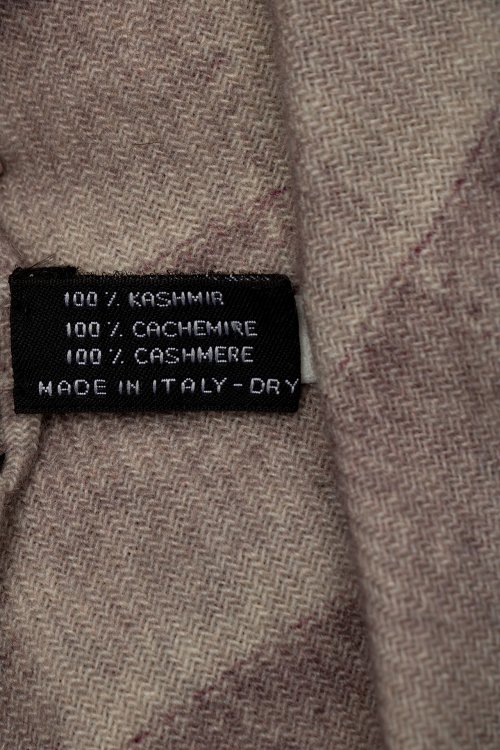 100 % KASHMIR
100 % CACHEMIRE
100 % CASHMERE
MADE IN ITALY - DRY